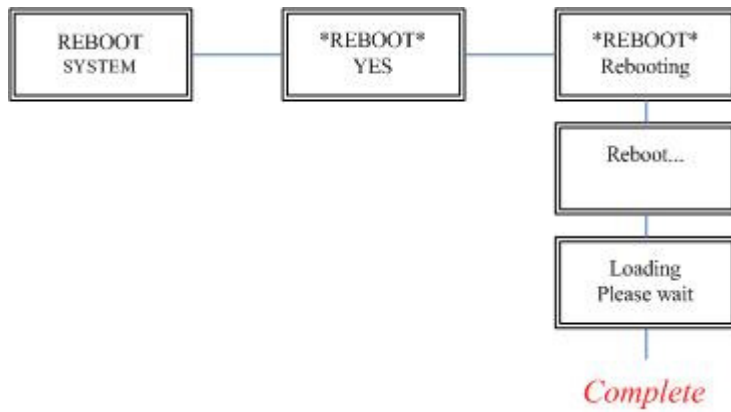 REBOOT
SYSTEM
*REBOOT*
YES
*REBOOT*
Rebooting
Reboot...
Loading
Please wait
Complete